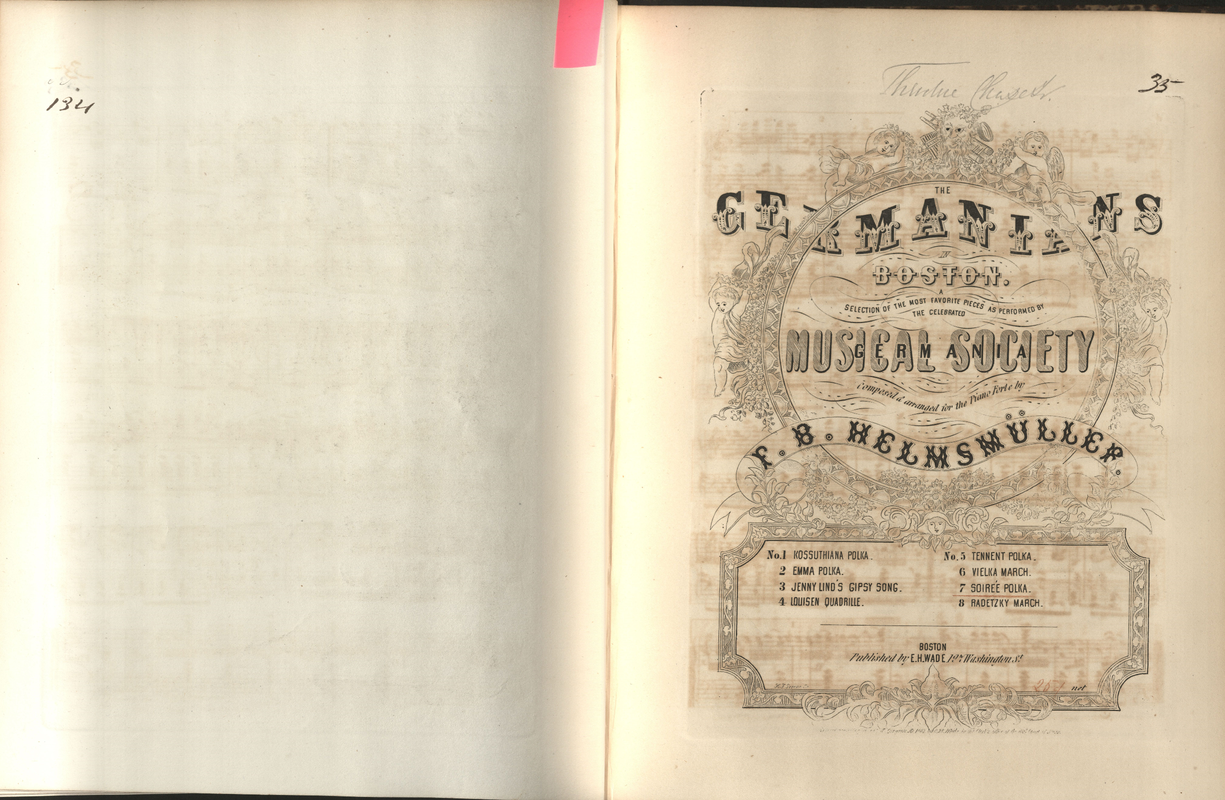 134
35
THE
GERMANIANS
IN
BOSTON.
A
SELECTION OF THE MOST FAVORITE PIECES AS PERFORMED BY
THE CELEBRATED
GERMANIA
MUSICAL SOCIETY
Composed & arranged for the Piano Forte by
F. B. HELMSMÜLLER.
No.1 KOSSUTHIANA POLKA.
2 EMMA POLKA.
3 JENNY LIND'S GIPSY SONG.
4 LOUISEN QUADRILLE.
No.5 TENNENT POLKA.
6 VIELKA MARCH.
7 SOIRÉE POLKA.
8 RADETZKY MARCH.
BOSTON
Published by E.H.WADE 197 Washington St.
net